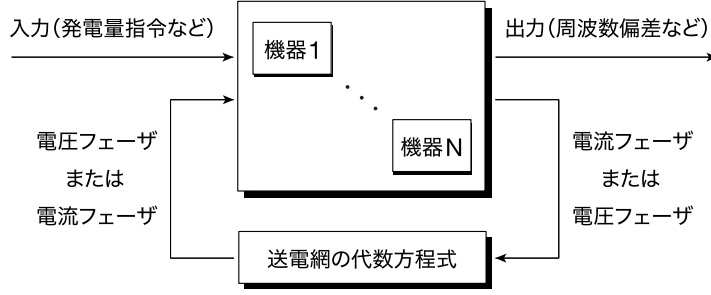 入力（発電量指令など）
機器1
機器N
出力（周波数偏差など）
電圧フェーザ
または
電流フェーザ
電流フェーザ
または
電圧フェーザ
送電網の代数方程式